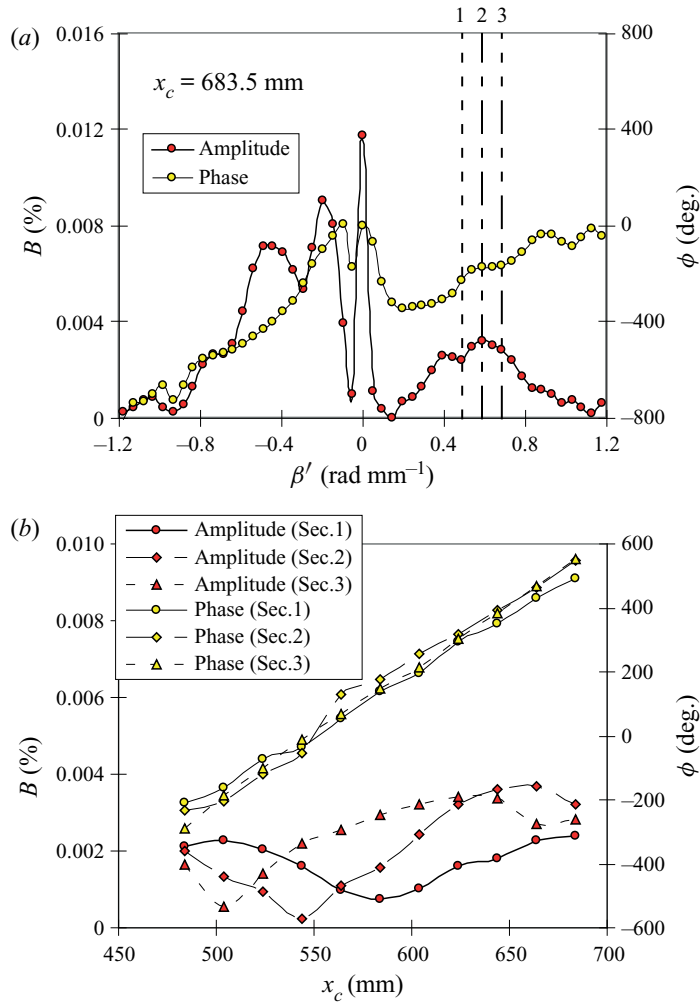 1 2 3
(a)
0.016
0.012
0.008
0.004
0
B (%)
x_c = 683.5 mm
Amplitude
Phase
800
400
0
–400
–800
ϕ (deg.)
–1.2 –0.8 –0.4 0 0.4 0.8 1.2
β′ (rad mm⁻¹)
(b)
Amplitude (Sec.1)
Amplitude (Sec.2)
Amplitude (Sec.3)
Phase (Sec.1)
Phase (Sec.2)
Phase (Sec.3)
0.010
0.008
0.006
0.004
0.002
0
B (%)
600
400
200
0
–200
–400
–600
ϕ (deg.)
450 500 550 600 650 700
x_c (mm)